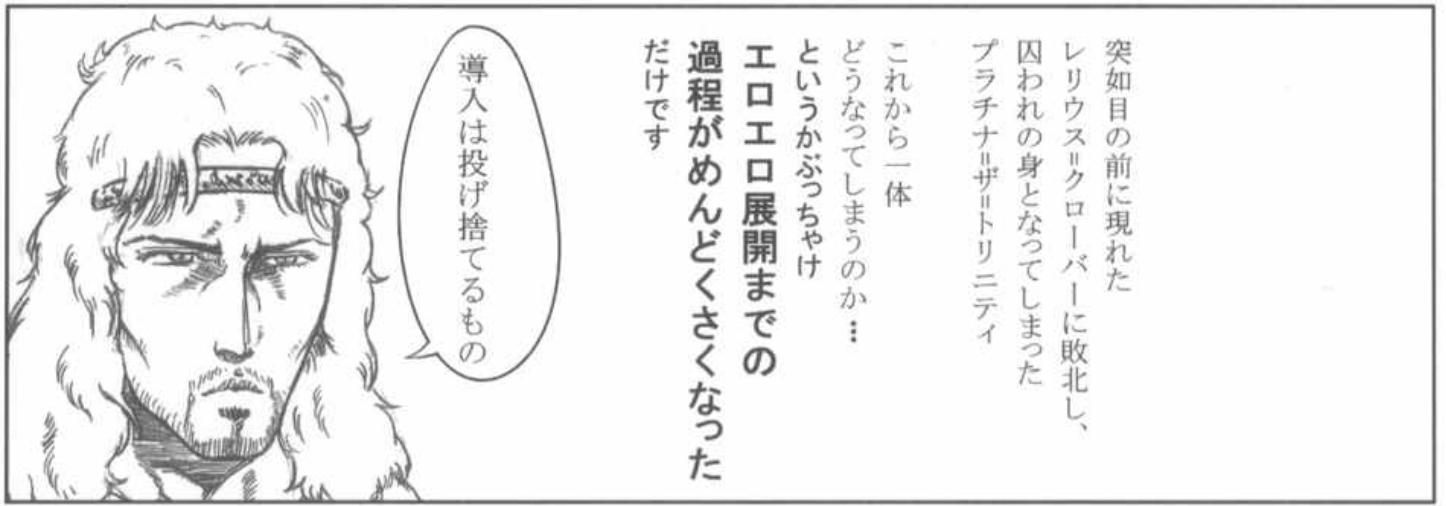 突如目の前に現れた
レリウス=クローバーに敗北し、
囚われの身となってしまった
プラチナ=ザ=トリニティ
これから一体
どうなってしまうのか…
というかぶっちゃけ
エロエロ展開までの
過程がめんどくさくなった
だけです
導入は投げ捨てるもの